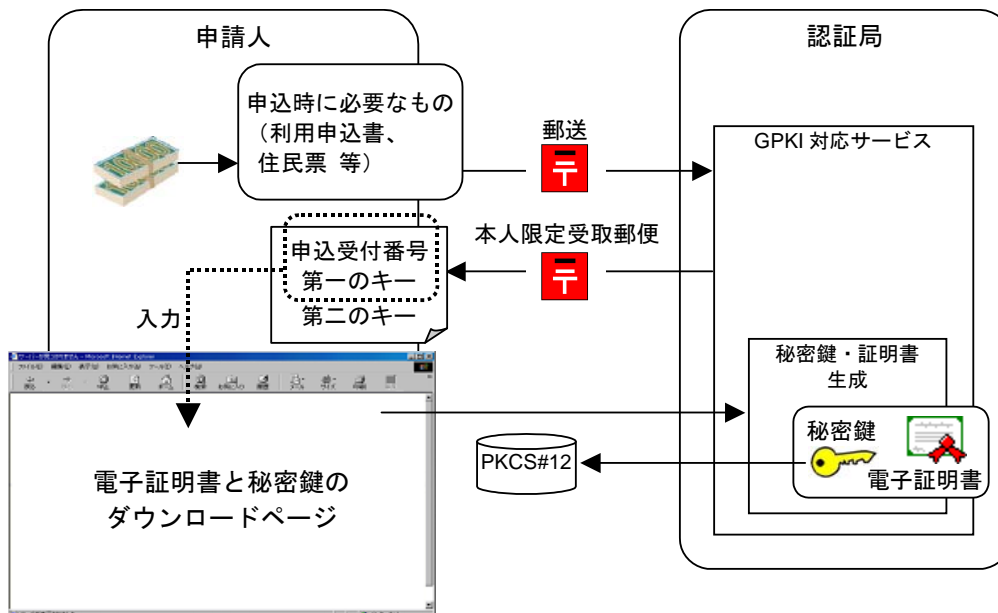 申請人
認証局
申込時に必要なもの
（利用申込書、
住民票 等）
郵送
GPKI 対応サービス
本人限定受取郵便
申込受付番号
第一のキー
第二のキー
入力
秘密鍵・証明書
生成
秘密鍵
電子証明書
PKCS#12
電子証明書と秘密鍵の
ダウンロードページ